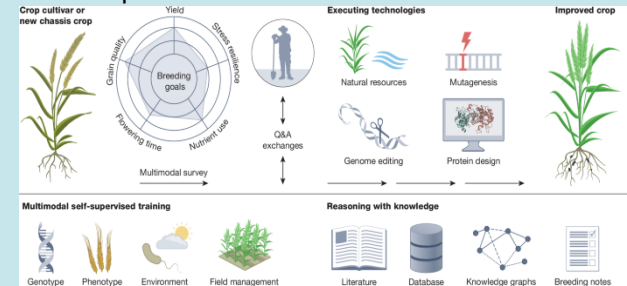 Crop cultivar or
new chassis crop
Yield
Stress resilience
Nutrient use
Flowering time
Grain quality
Breeding
goals
Multimodal survey
Q&A
exchanges
Executing technologies
Natural resources
Mutagenesis
Genome editing
Protein design
Improved crop
Multimodal self-supervised training
Genotype
Phenotype
Environment
Field management
Reasoning with knowledge
Literature
Database
Knowledge graphs
Breeding notes